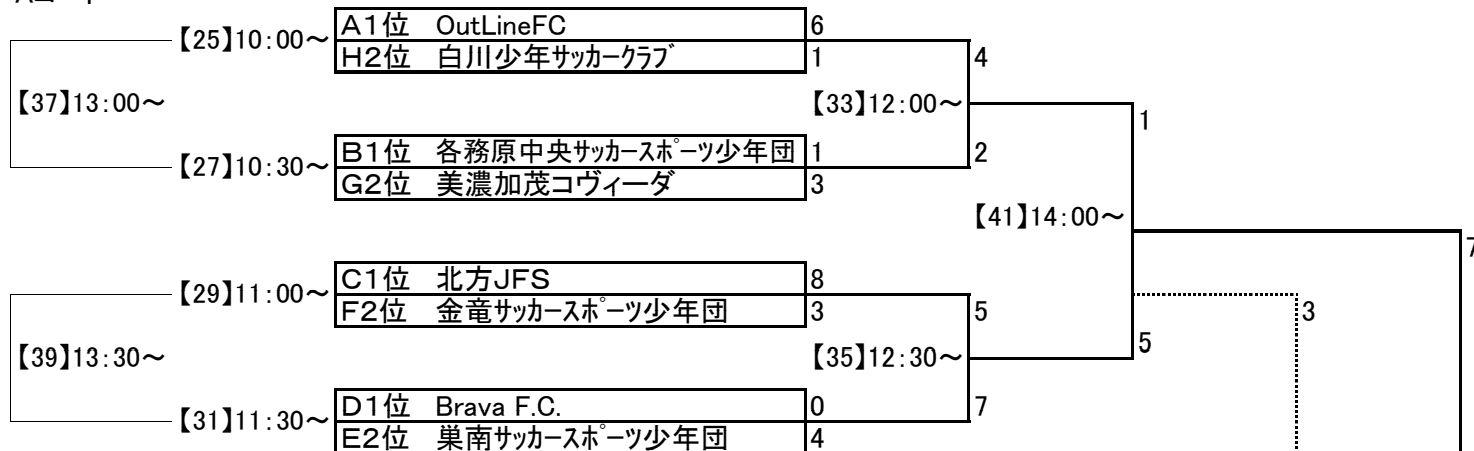 【25】10:00～ A1位 OutLineFC 6
H2位 白川少年サッカークラブ 1
4
【37】13:00～ 【33】12:00～
1
【27】10:30～ B1位 各務原中央サッカースポーツ少年団 1
2
G2位 美濃加茂コヴィーダ 3
【41】14:00～
7
【29】11:00～ C1位 北方JFS 8
F2位 金竜サッカースポーツ少年団 3
5
3
【39】13:30～ 【35】12:30～
5
【31】11:30～ D1位 Brava F.C. 0
7
E2位 巣南サッカースポーツ少年団 4